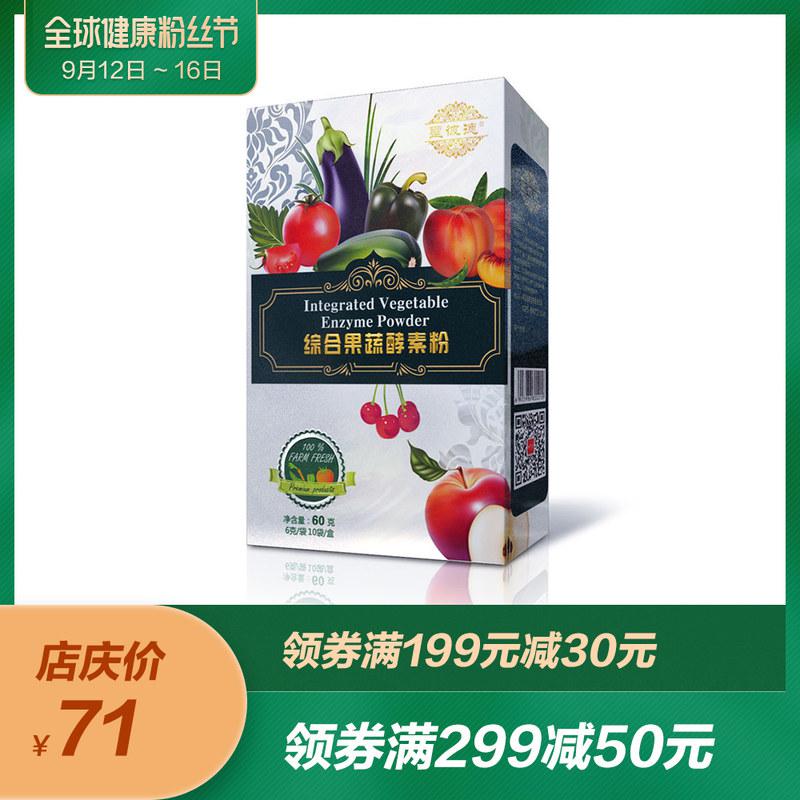 全球健康粉丝节
9月12日 ~ 16日
Integrated Vegetable
Enzyme Powder
综合果蔬酵素粉
100 %
FARM FRESH
Premium products
净含量：60 克
6克/袋 10袋/盒
店庆价
¥ 71
领券满199元减30元
领券满299减50元